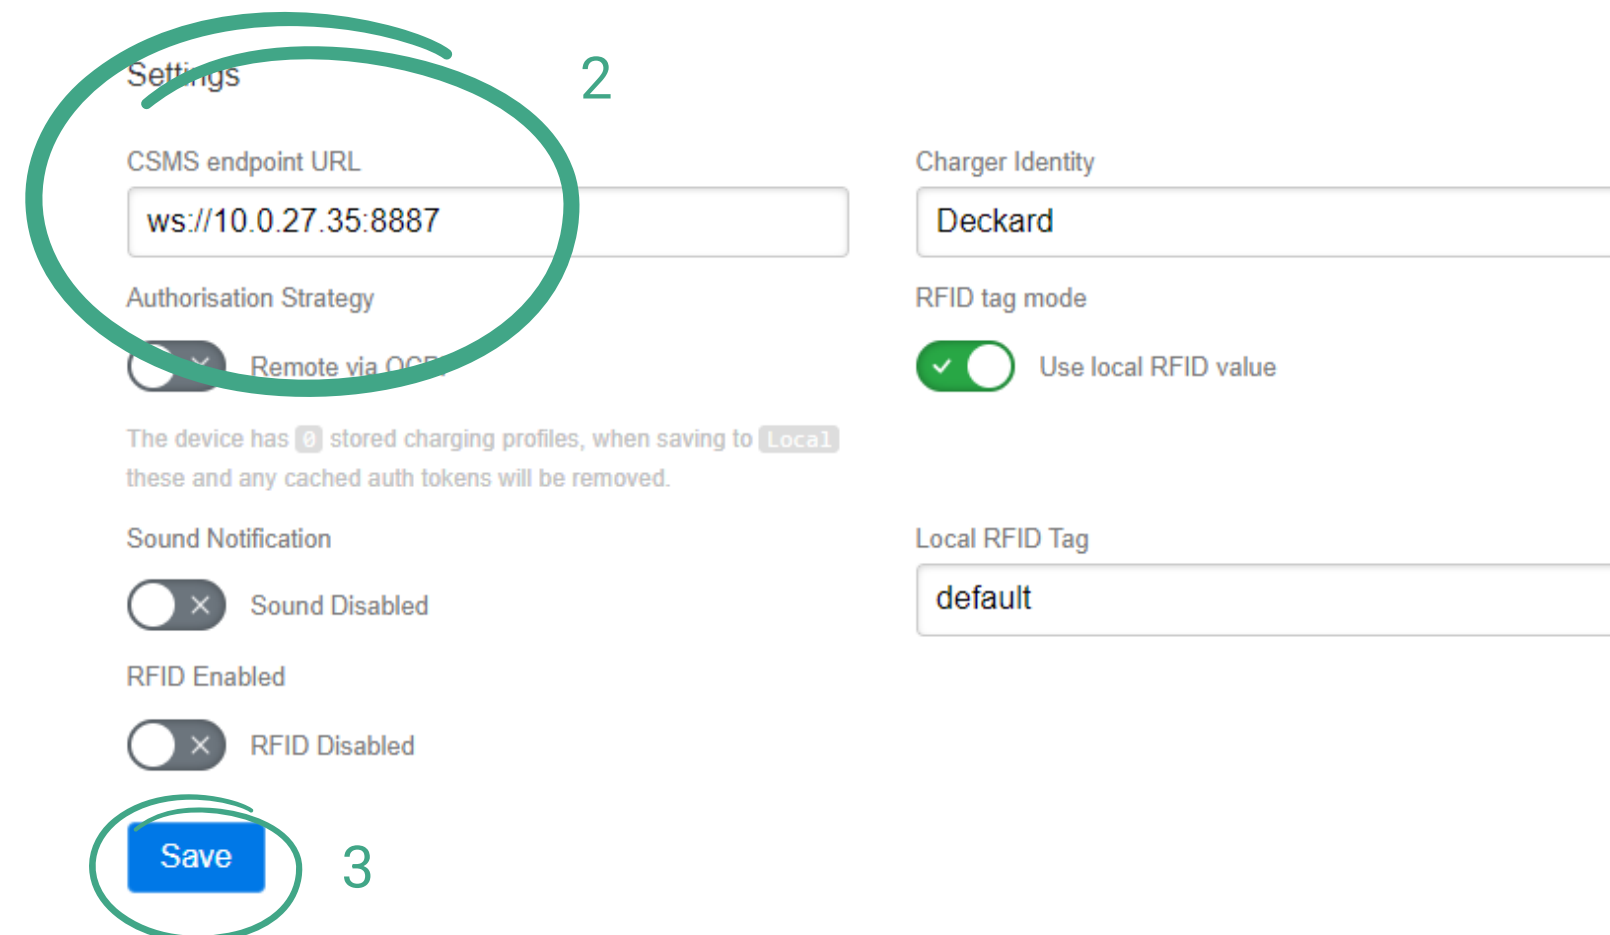 Settings
2
CSMS endpoint URL
Charger Identity
ws://10.0.27.35:8887
Deckard
Authorisation Strategy
RFID tag mode
Remote via
Use local RFID value
The device has 0 stored charging profiles, when saving to Local
these and any cached auth tokens will be removed.
Sound Notification
Local RFID Tag
Sound Disabled
default
RFID Enabled
RFID Disabled
Save
3